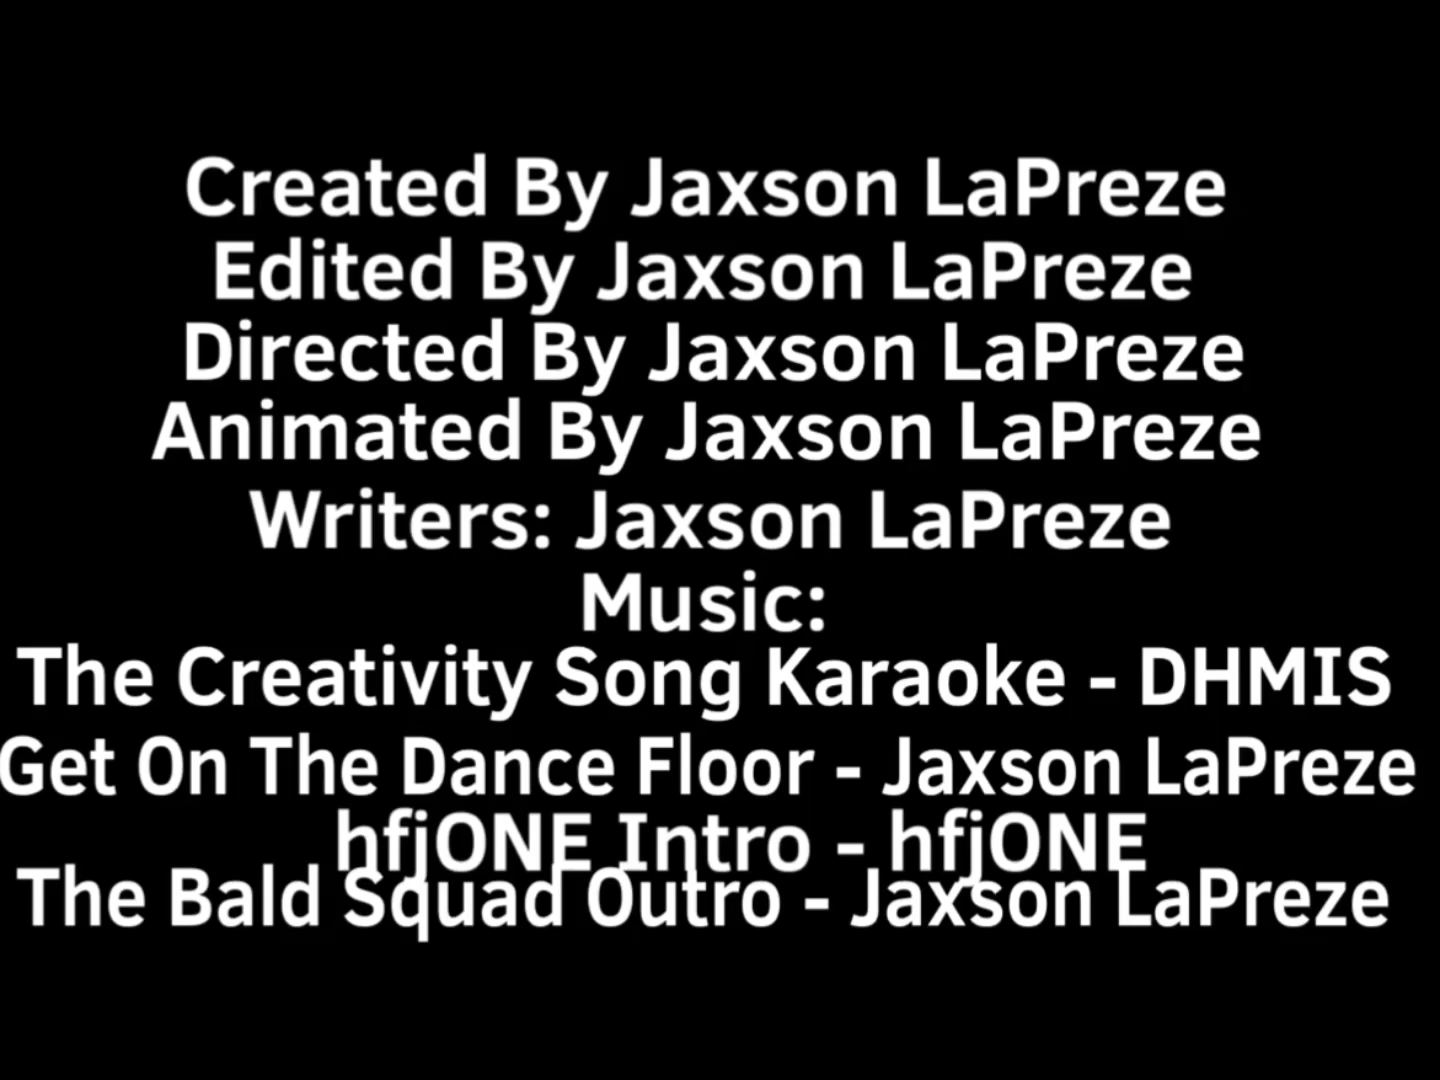 Created By Jaxson LaPreze
Edited By Jaxson LaPreze
Directed By Jaxson LaPreze
Animated By Jaxson LaPreze
Writers: Jaxson LaPreze
Music:
The Creativity Song Karaoke - DHMIS
Get On The Dance Floor - Jaxson LaPreze
hfjONE Intro - hfjONE
The Bald Squad Outro - Jaxson LaPreze